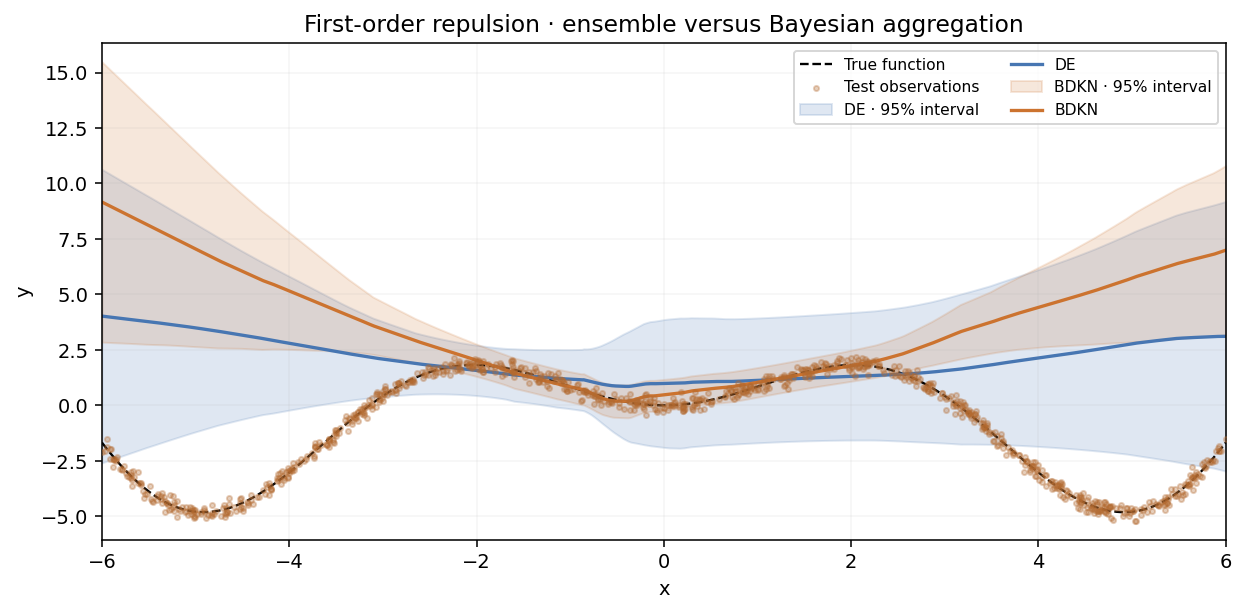 First-order repulsion · ensemble versus Bayesian aggregation
True function
Test observations
DE · 95% interval
DE
BDKN · 95% interval
BDKN
15.0
12.5
10.0
7.5
5.0
2.5
0.0
−2.5
−5.0
y
−6
−4
−2
0
2
4
6
x